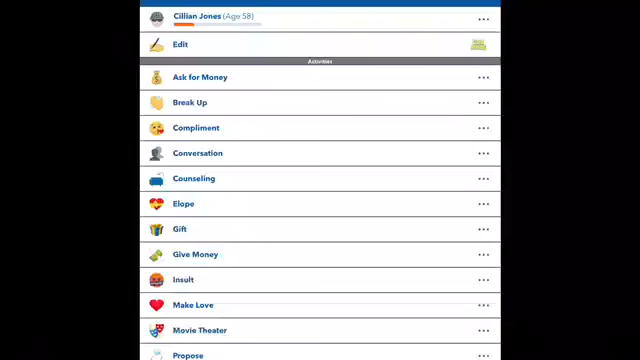 Cillian Jones (Age 58)
Edit
Activities
Ask for Money
Break Up
Compliment
Conversation
Counseling
Elope
Gift
Give Money
Insult
Make Love
Movie Theater
Propose